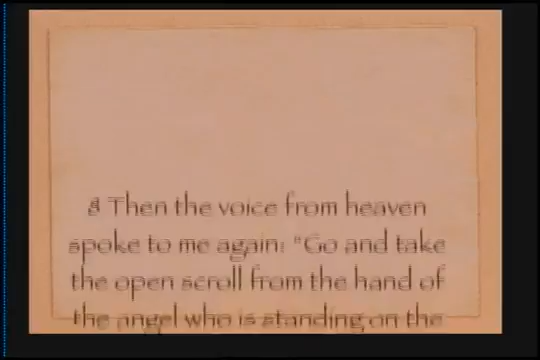 8 Then the voice from heaven
spoke to me again: "Go and take
the open scroll from the hand of
the angel who is standing on the